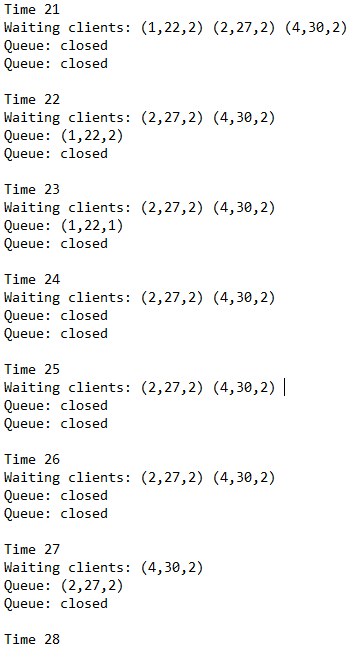 Time 21
Waiting clients: (1,22,2) (2,27,2) (4,30,2)
Queue: closed
Queue: closed

Time 22
Waiting clients: (2,27,2) (4,30,2)
Queue: (1,22,2)
Queue: closed

Time 23
Waiting clients: (2,27,2) (4,30,2)
Queue: (1,22,1)
Queue: closed

Time 24
Waiting clients: (2,27,2) (4,30,2)
Queue: closed
Queue: closed

Time 25
Waiting clients: (2,27,2) (4,30,2)
Queue: closed
Queue: closed

Time 26
Waiting clients: (2,27,2) (4,30,2)
Queue: closed
Queue: closed

Time 27
Waiting clients: (4,30,2)
Queue: (2,27,2)
Queue: closed

Time 28